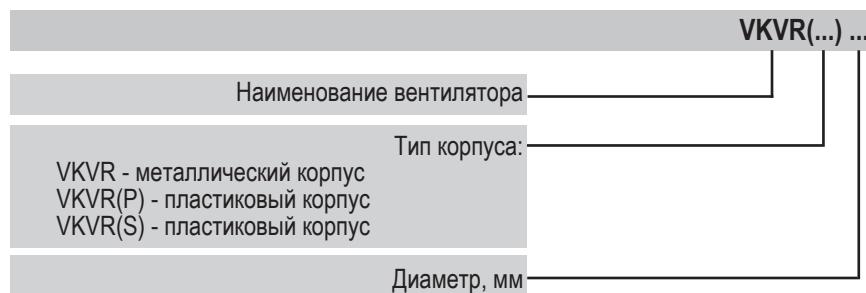 VKVR(...) ...
Наименование вентилятора
Тип корпуса:
VKVR - металлический корпус
VKVR(P) - пластиковый корпус
VKVR(S) - пластиковый корпус
Диаметр, мм